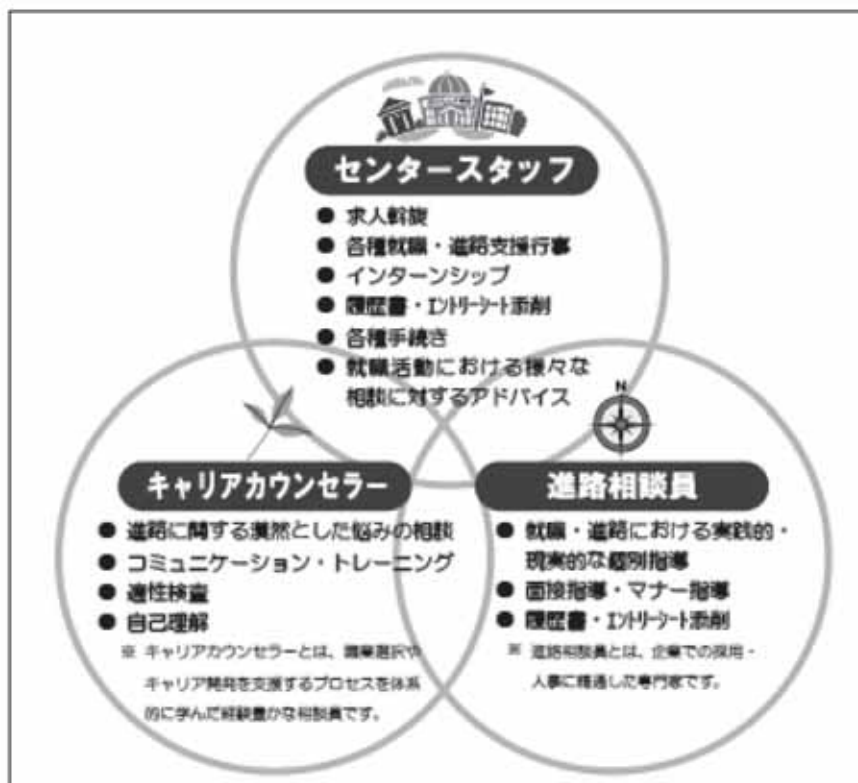 センタースタッフ
● 求人斡旋
● 各種就職・進路支援行事
● インターンシップ
● 履歴書・エントリーシート添削
● 各種手続き
● 就職活動における様々な
相談に対するアドバイス
N
キャリアカウンセラー
● 進路に関する漠然とした悩みの相談
● コミュニケーション・トレーニング
● 適性検査
● 自己理解
※ キャリアカウンセラーとは、職業選択や
キャリア開発を支援するプロセスを体系
的に学んだ経験豊かな相談員です。
進路相談員
● 就職・進路における実践的・
現実的な個別指導
● 面接指導・マナー指導
● 履歴書・エントリーシート添削
※ 進路相談員とは、企業での採用・
人事に精通した専門家です。